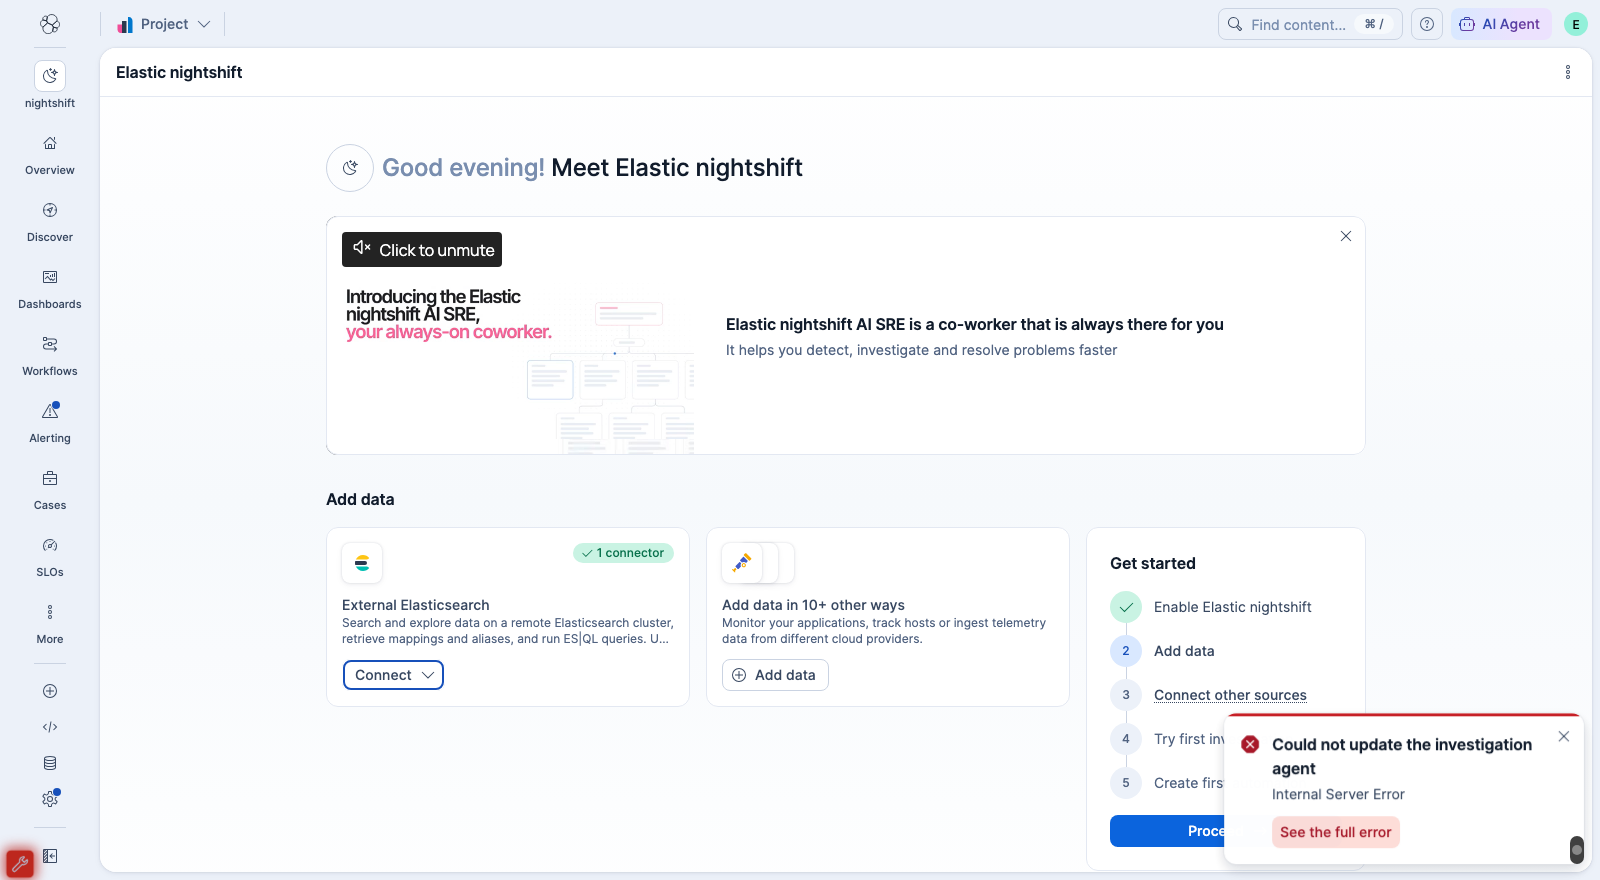 Project
Find content...
⌘ /
AI Agent
E
nightshift
Overview
Discover
Dashboards
Workflows
Alerting
Cases
SLOs
More
Elastic nightshift
Good evening! Meet Elastic nightshift
Click to unmute
Introducing the Elastic
nightshift AI SRE,
your always-on coworker.
Elastic nightshift AI SRE is a co-worker that is always there for you
It helps you detect, investigate and resolve problems faster
Add data
1 connector
External Elasticsearch
Search and explore data on a remote Elasticsearch cluster,
retrieve mappings and aliases, and run ES|QL queries. U...
Connect
Add data in 10+ other ways
Monitor your applications, track hosts or ingest telemetry
data from different cloud providers.
Add data
Get started
Enable Elastic nightshift
2 Add data
3 Connect other sources
4 Try first
5 Create
Could not update the investigation
agent
Internal Server Error
See the full error